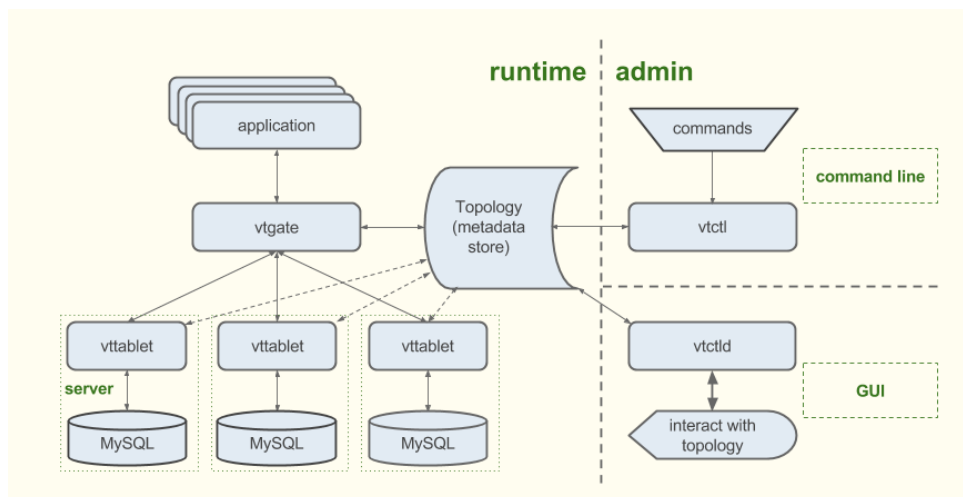 runtime
admin
application
commands
command line
Topology
(metadata
store)
vtgate
vtctl
vttablet
vttablet
vttablet
vtctld
server
GUI
MySQL
MySQL
MySQL
interact with
topology